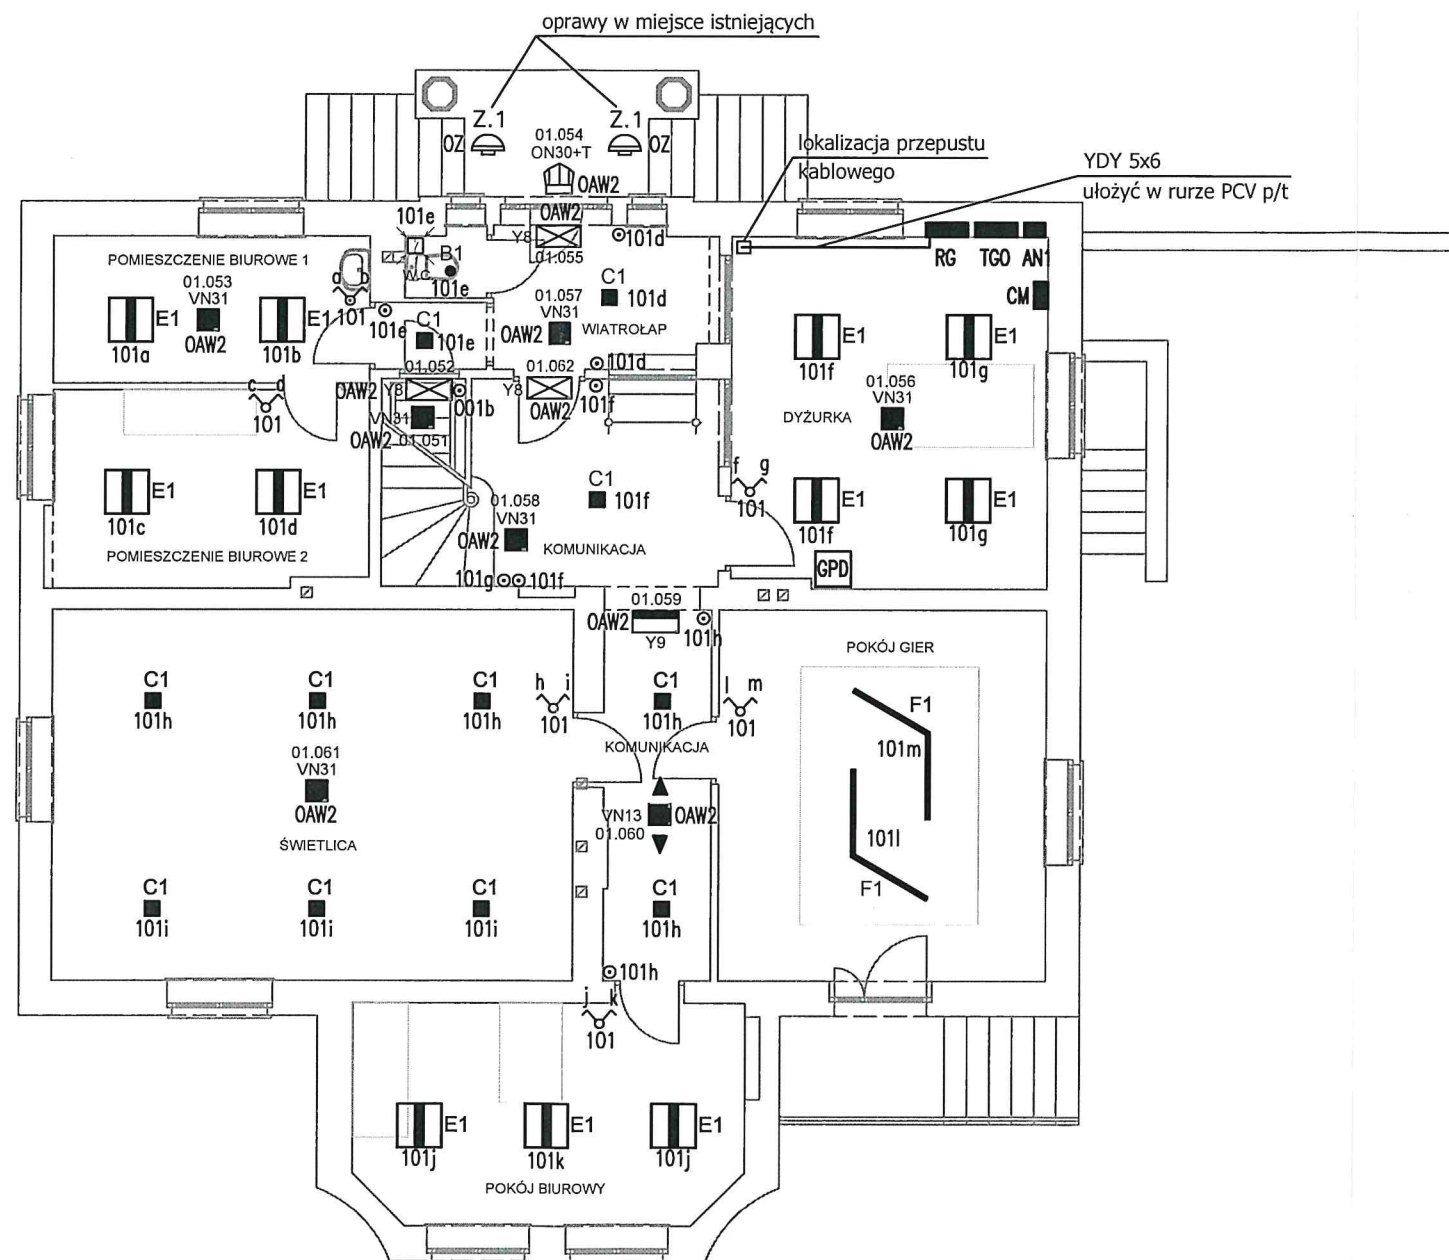 oprawy w miejsce istniejących
Z.1
Z.1
OZ
01.054
ON30+T
OZ
OAW2
lokalizacja przepustu
kablowego
YDY 5x6
ułożyć w rurze PCV p/t
101e
OAW2
Y8
01.055
101d
B1
W.C.
101e
RG
TGO
AN1
CM
POMIESZCZENIE BIUROWE 1
01.053
VN31
OAW2
E1
101a
E1
101b
a b
101
101e
C1
101e
C1
101d
01.057
VN31
OAW2
WIATROŁAP
101d
E1
101f
E1
101g
01.056
VN31
OAW2
DYŻURKA
01.052
OAW2
Y8
001b
01.062
Y8
OAW2
101f
VN31
OAW2
01.051
c d
101
E1
101c
E1
101d
POMIESZCZENIE BIUROWE 2
C1
101f
01.058
VN31
OAW2
KOMUNIKACJA
101g
101f
f g
101
E1
101f
E1
101g
GPD
01.059
OAW2
Y9
101h
POKÓJ GIER
C1
101h
C1
101h
C1
101h
h i
101
C1
101h
l m
101
F1
101m
KOMUNIKACJA
01.061
VN31
OAW2
ŚWIETLICA
VN13
OAW2
01.060
101l
F1
C1
101i
C1
101i
C1
101i
C1
101h
101h
j k
101
E1
101j
E1
101k
E1
101j
POKÓJ BIUROWY